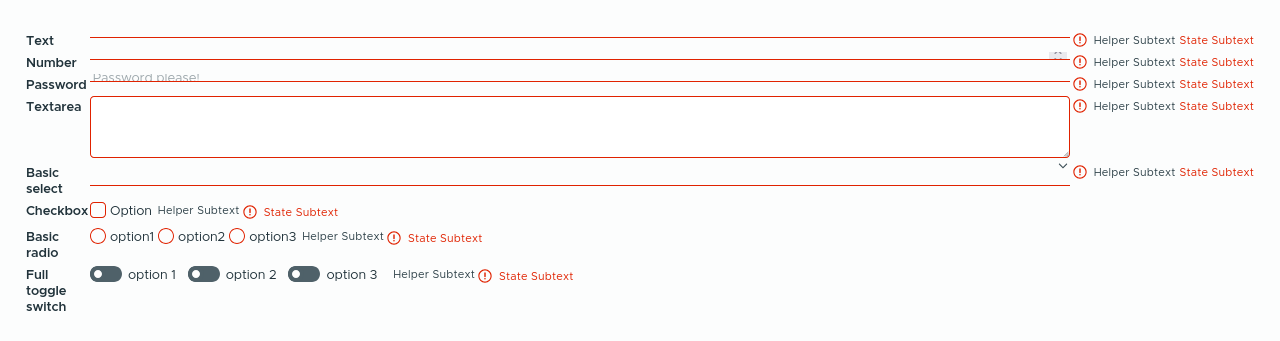 Text Helper Subtext State Subtext
Number Helper Subtext State Subtext
Password Password please! Helper Subtext State Subtext
Textarea Helper Subtext State Subtext
Basic select Helper Subtext State Subtext
Checkbox Option Helper Subtext State Subtext
Basic radio option1 option2 option3 Helper Subtext State Subtext
Full toggle switch option 1 option 2 option 3 Helper Subtext State Subtext